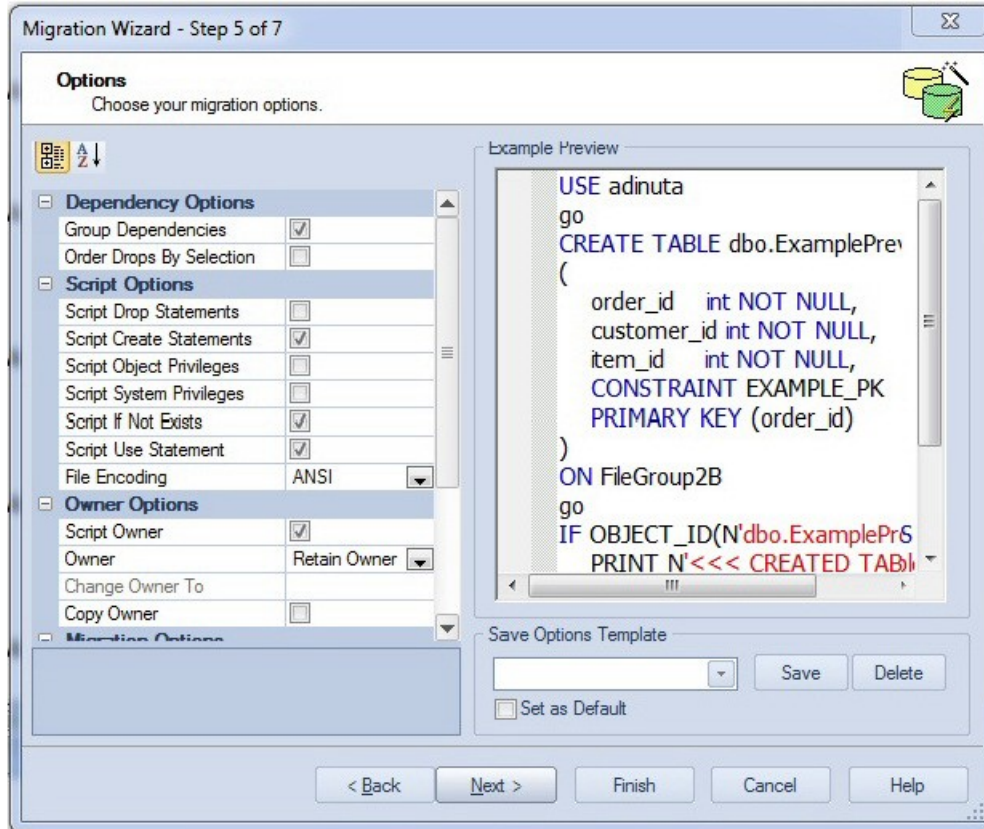 Migration Wizard - Step 5 of 7
Options
Choose your migration options.
Dependency Options
Group Dependencies
Order Drops By Selection
Script Options
Script Drop Statements
Script Create Statements
Script Object Privileges
Script System Privileges
Script If Not Exists
Script Use Statement
File Encoding ANSI
Owner Options
Script Owner
Owner Retain Owner
Change Owner To
Copy Owner
Migration Options
Example Preview
USE adinuta
go
CREATE TABLE dbo.ExamplePrev
(
order_id int NOT NULL,
customer_id int NOT NULL,
item_id int NOT NULL,
CONSTRAINT EXAMPLE_PK
PRIMARY KEY (order_id)
)
ON FileGroup2B
go
IF OBJECT_ID(N'dbo.ExamplePr
PRINT N'<<< CREATED TABl
Save Options Template
Save Delete
Set as Default
< Back Next > Finish Cancel Help